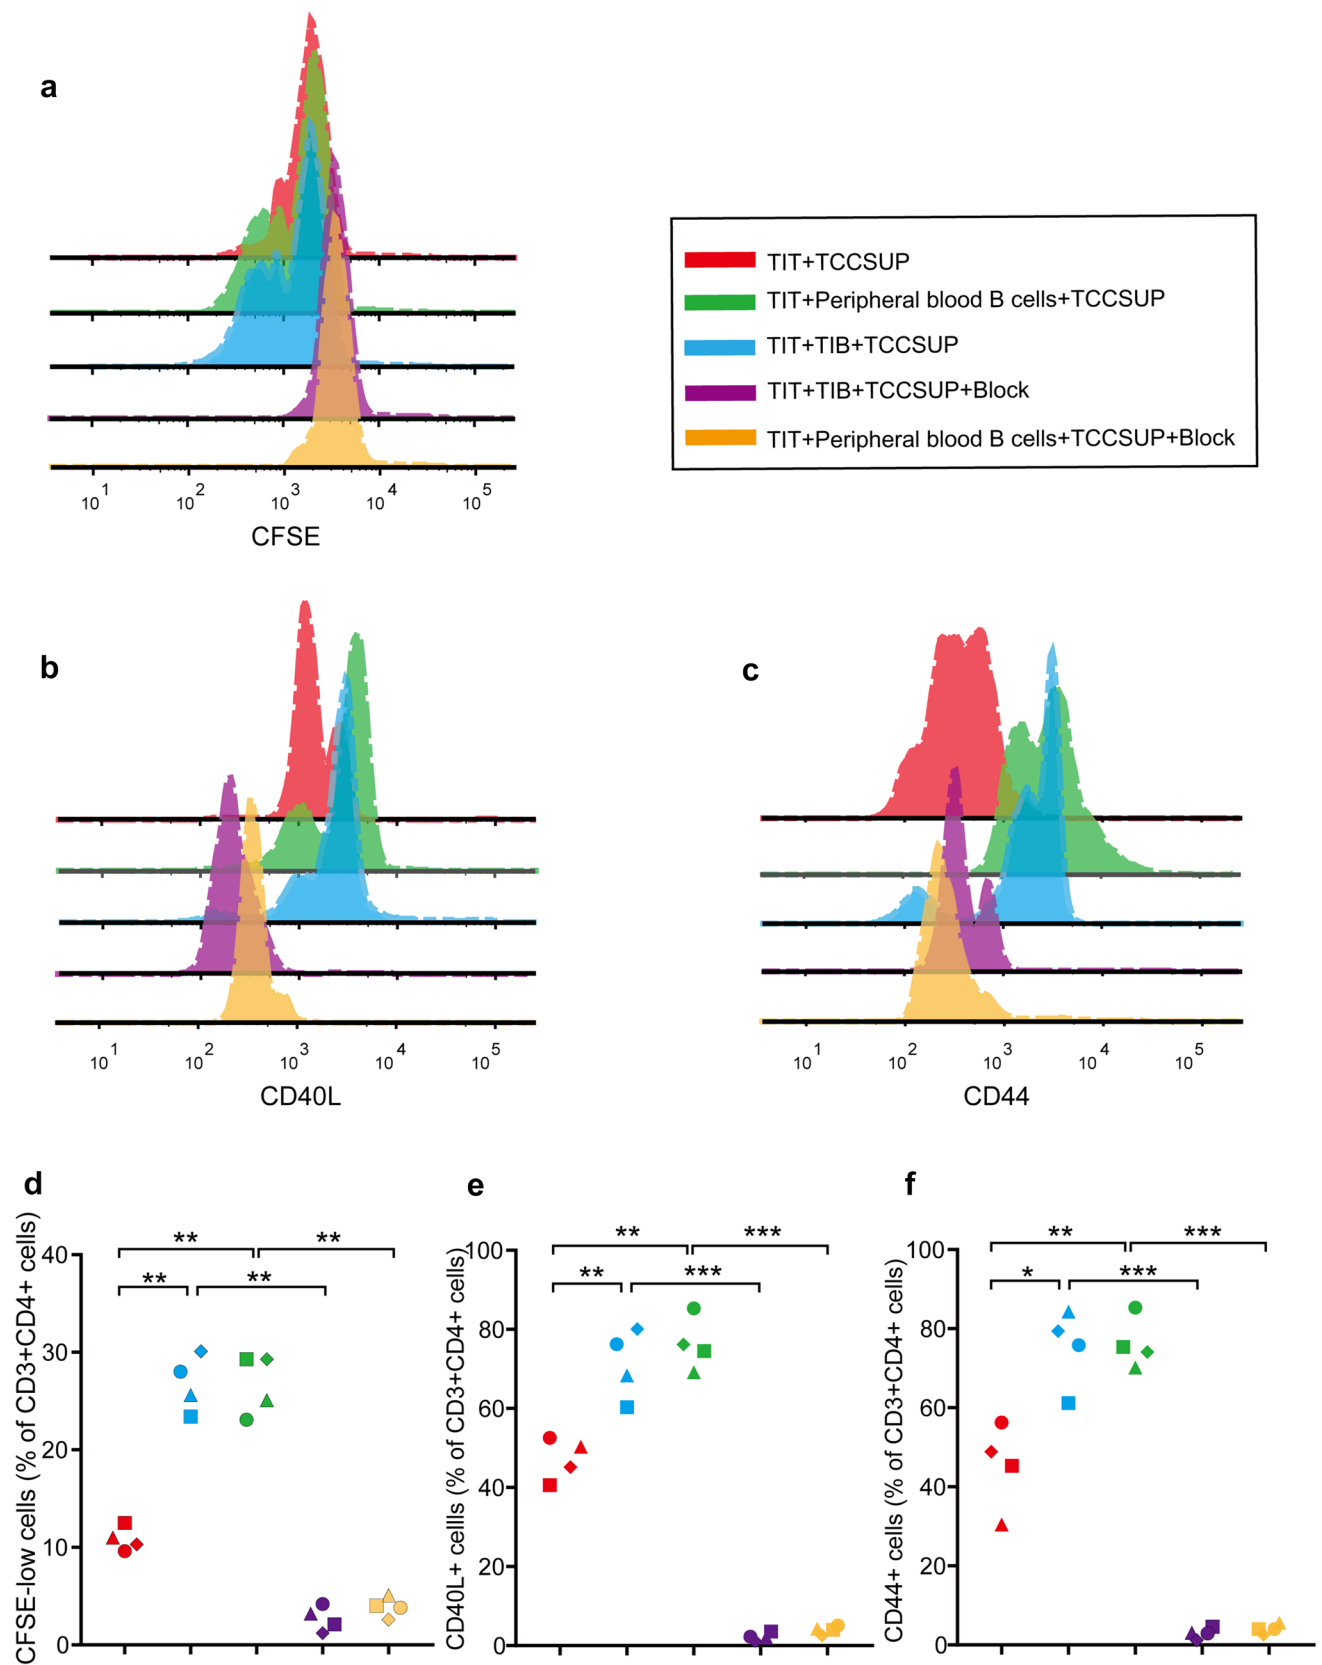 a
TIT+TCCSUP
TIT+Peripheral blood B cells+TCCSUP
TIT+TIB+TCCSUP
TIT+TIB+TCCSUP+Block
TIT+Peripheral blood B cells+TCCSUP+Block
10^1 10^2 10^3 10^4 10^5
CFSE
b
10^1 10^2 10^3 10^4 10^5
CD40L
c
10^1 10^2 10^3 10^4 10^5
CD44
d
CFSE-low cells (% of CD3+CD4+ cells)
40
30
20
10
0
** **
** **
e
CD40L+ cells (% of CD3+CD4+ cells)
100
80
60
40
20
0
** ***
** ***
f
CD44+ cells (% of CD3+CD4+ cells)
100
80
60
40
20
0
** ***
* ***